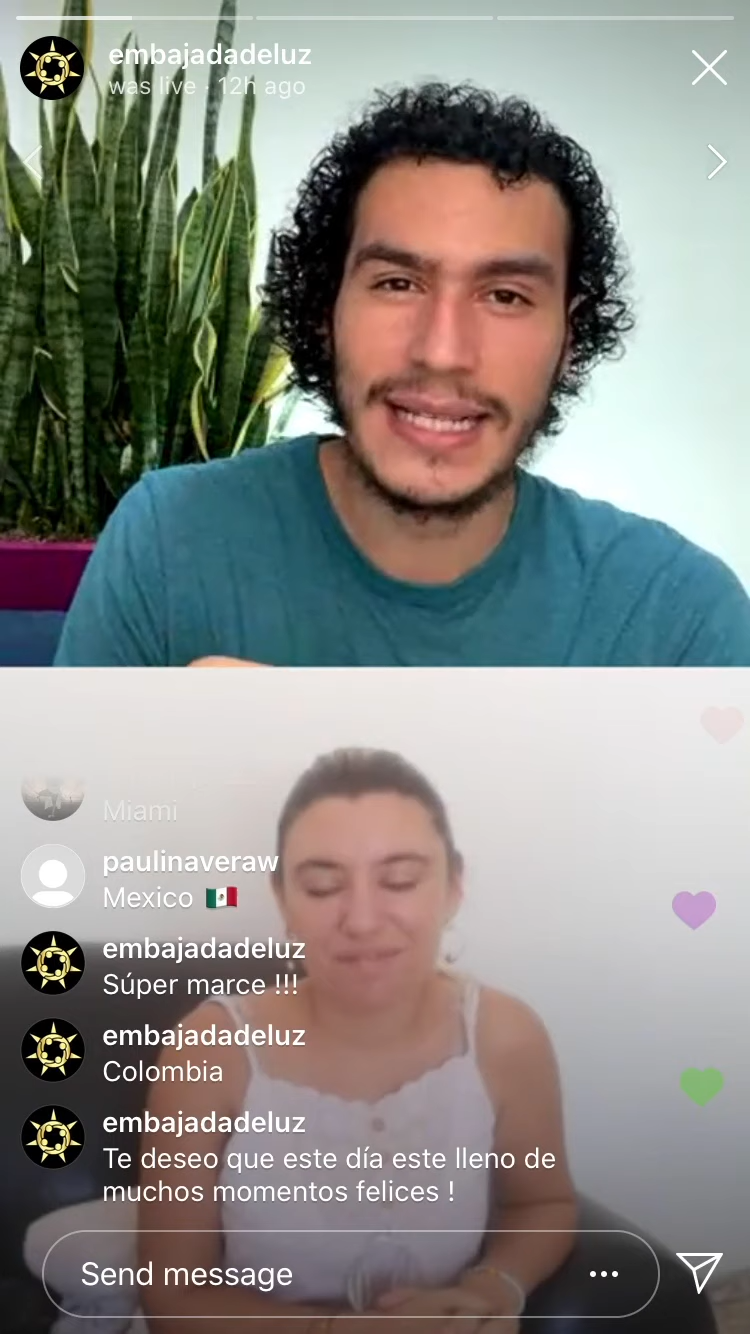 embajadadeluz
was live · 12h ago
Miami
paulinaveraw
Mexico 🇲🇽
embajadadeluz
Súper marce !!!
embajadadeluz
Colombia
embajadadeluz
Te deseo que este día este lleno de
muchos momentos felices !
Send message